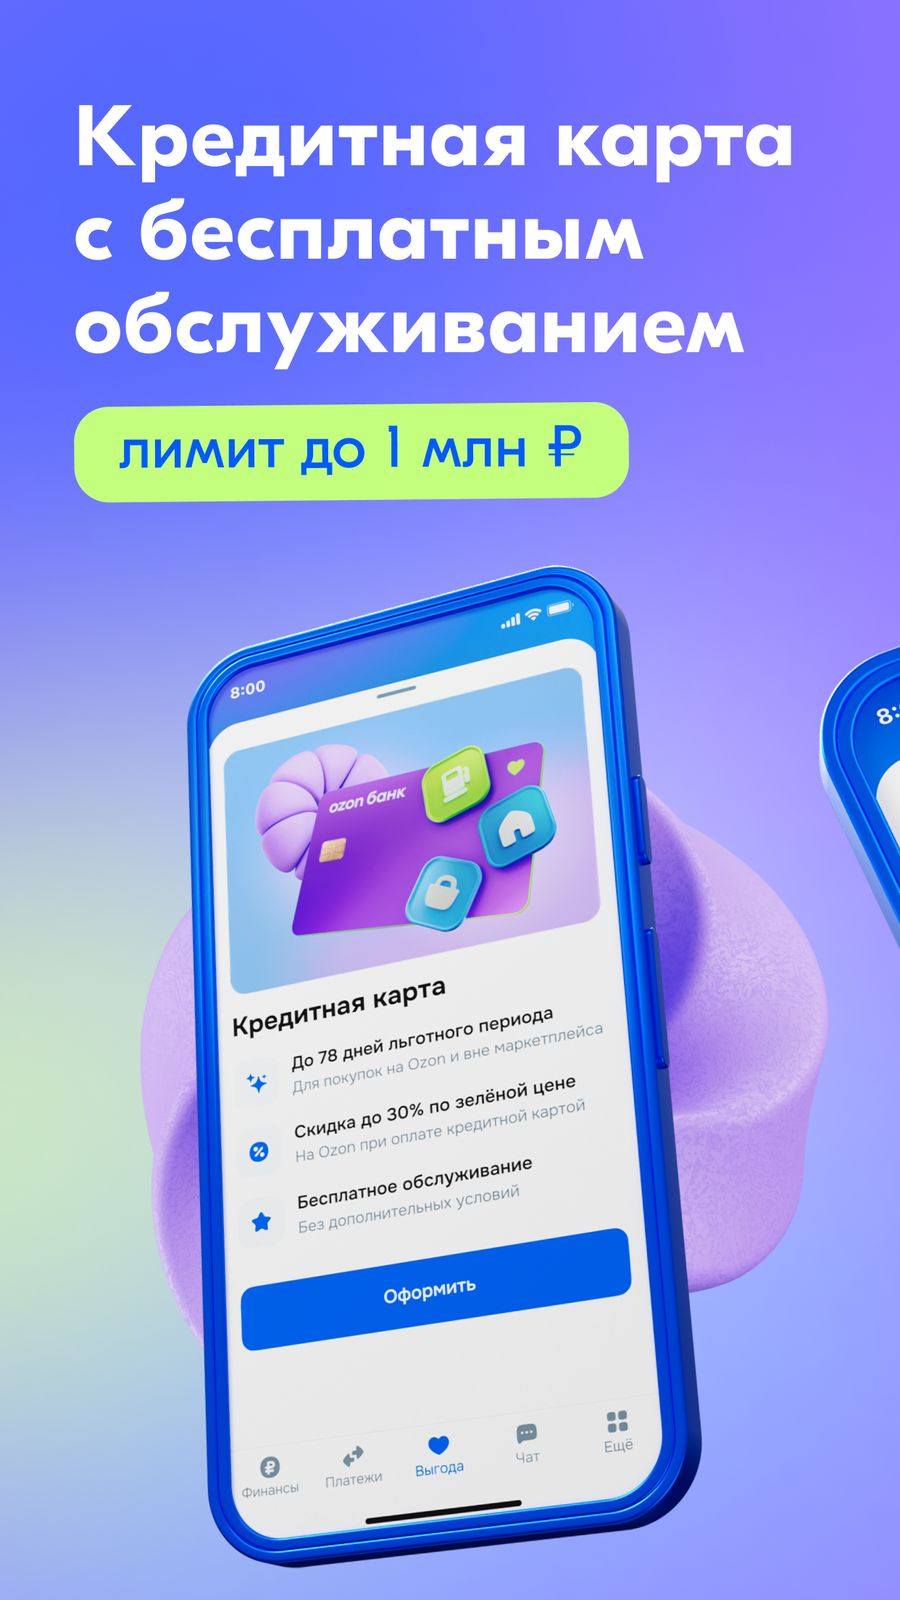 Кредитная карта
с бесплатным
обслуживанием
лимит до 1 млн ₽
8:00
ozon банк
Кредитная карта
До 78 дней льготного периода
Для покупок на Ozon и вне маркетплейса
Скидка до 30% по зелёной цене
На Ozon при оплате кредитной картой
Бесплатное обслуживание
Без дополнительных условий
Оформить
Финансы
Платежи
Выгода
Чат
Ещё